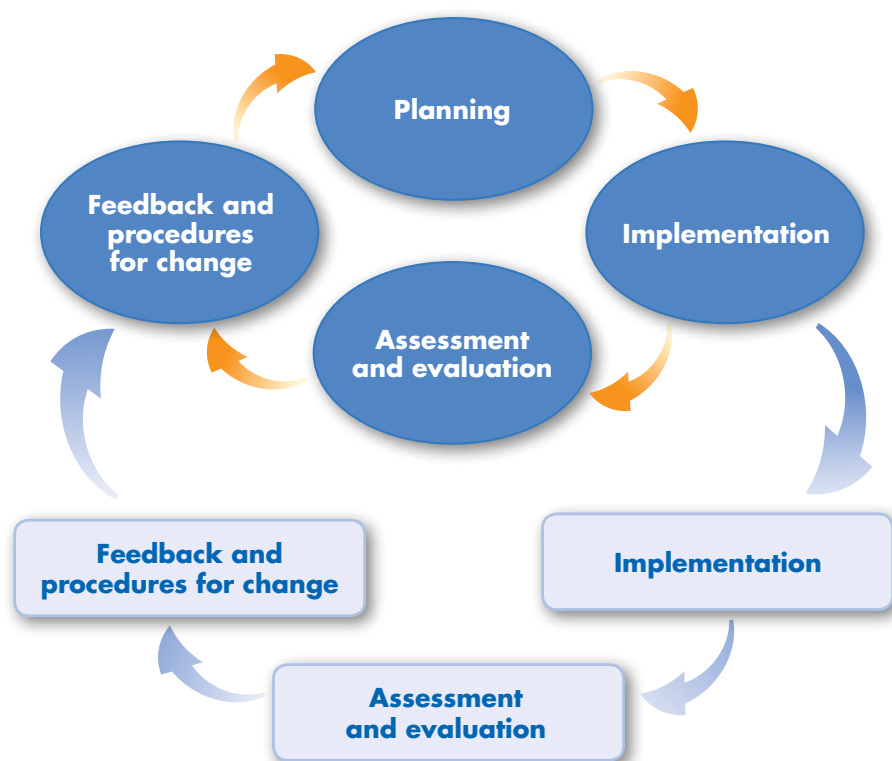 Planning
Feedback and
procedures
for change
Implementation
Assessment
and evaluation
Feedback and
procedures for change
Implementation
Assessment
and evaluation